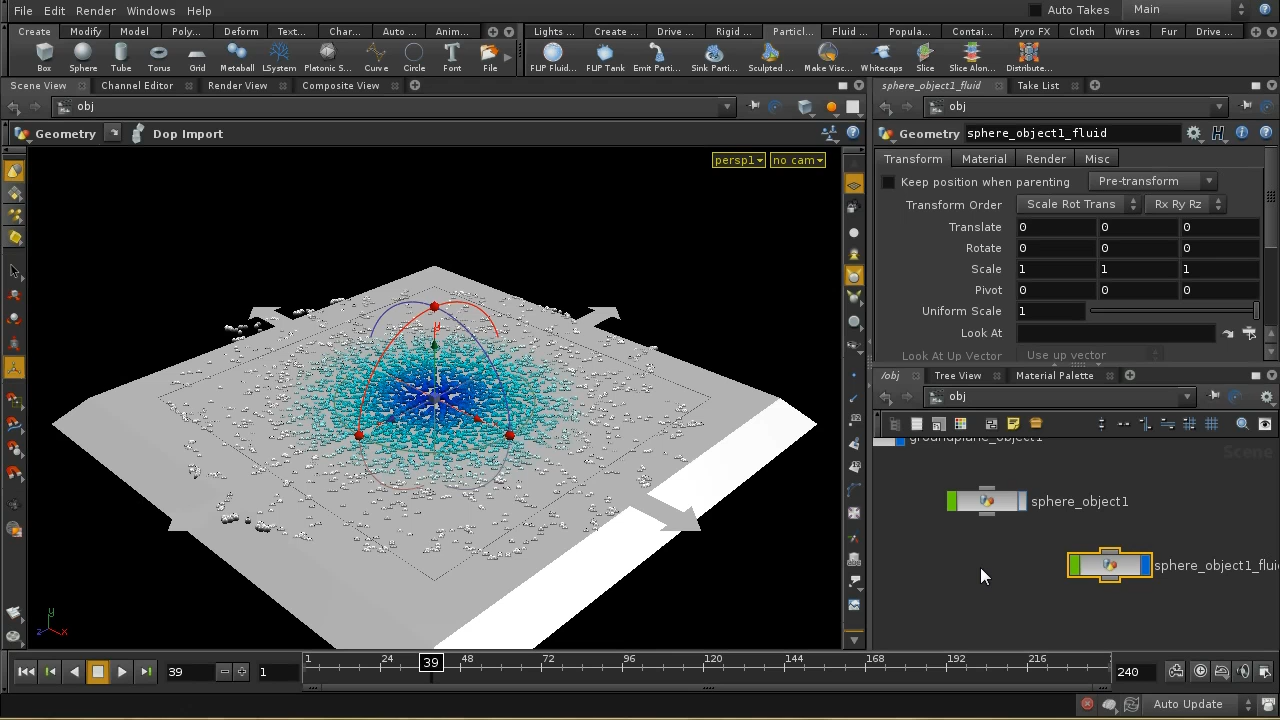 File Edit Render Windows Help Auto Takes Main
Create Modify Model Poly... Deform Text... Char... Auto ... Anim... Lights ... Create ... Drive ... Rigid ... Particl... Fluid ... Popula... Contai... Pyro FX Cloth Wires Fur Drive ...
Box Sphere Tube Torus Grid Metaball LSystem Platonic S... Curve Circle Font File FLIP Fluid... FLIP Tank Emit Parti... Sink Parti... Sculpted ... Make Visc... Whitecaps Slice Slice Alon... Distribute...
Scene View Channel Editor Render View Composite View
obj
Geometry Dop Import
persp1 no cam
sphere_object1_fluid Take List
obj
Geometry sphere_object1_fluid
Transform Material Render Misc
Keep position when parenting Pre-transform
Transform Order Scale Rot Trans Rx Ry Rz
Translate 0 0 0
Rotate 0 0 0
Scale 1 1 1
Pivot 0 0 0
Uniform Scale 1
Look At
Look At Up Vector Use up vector
/obj Tree View Material Palette
obj
groundplane_object1
Scene
sphere_object1
sphere_object1_flui
y
z x
39 1 1 24 39 48 72 96 120 144 168 192 216 240
Auto Update